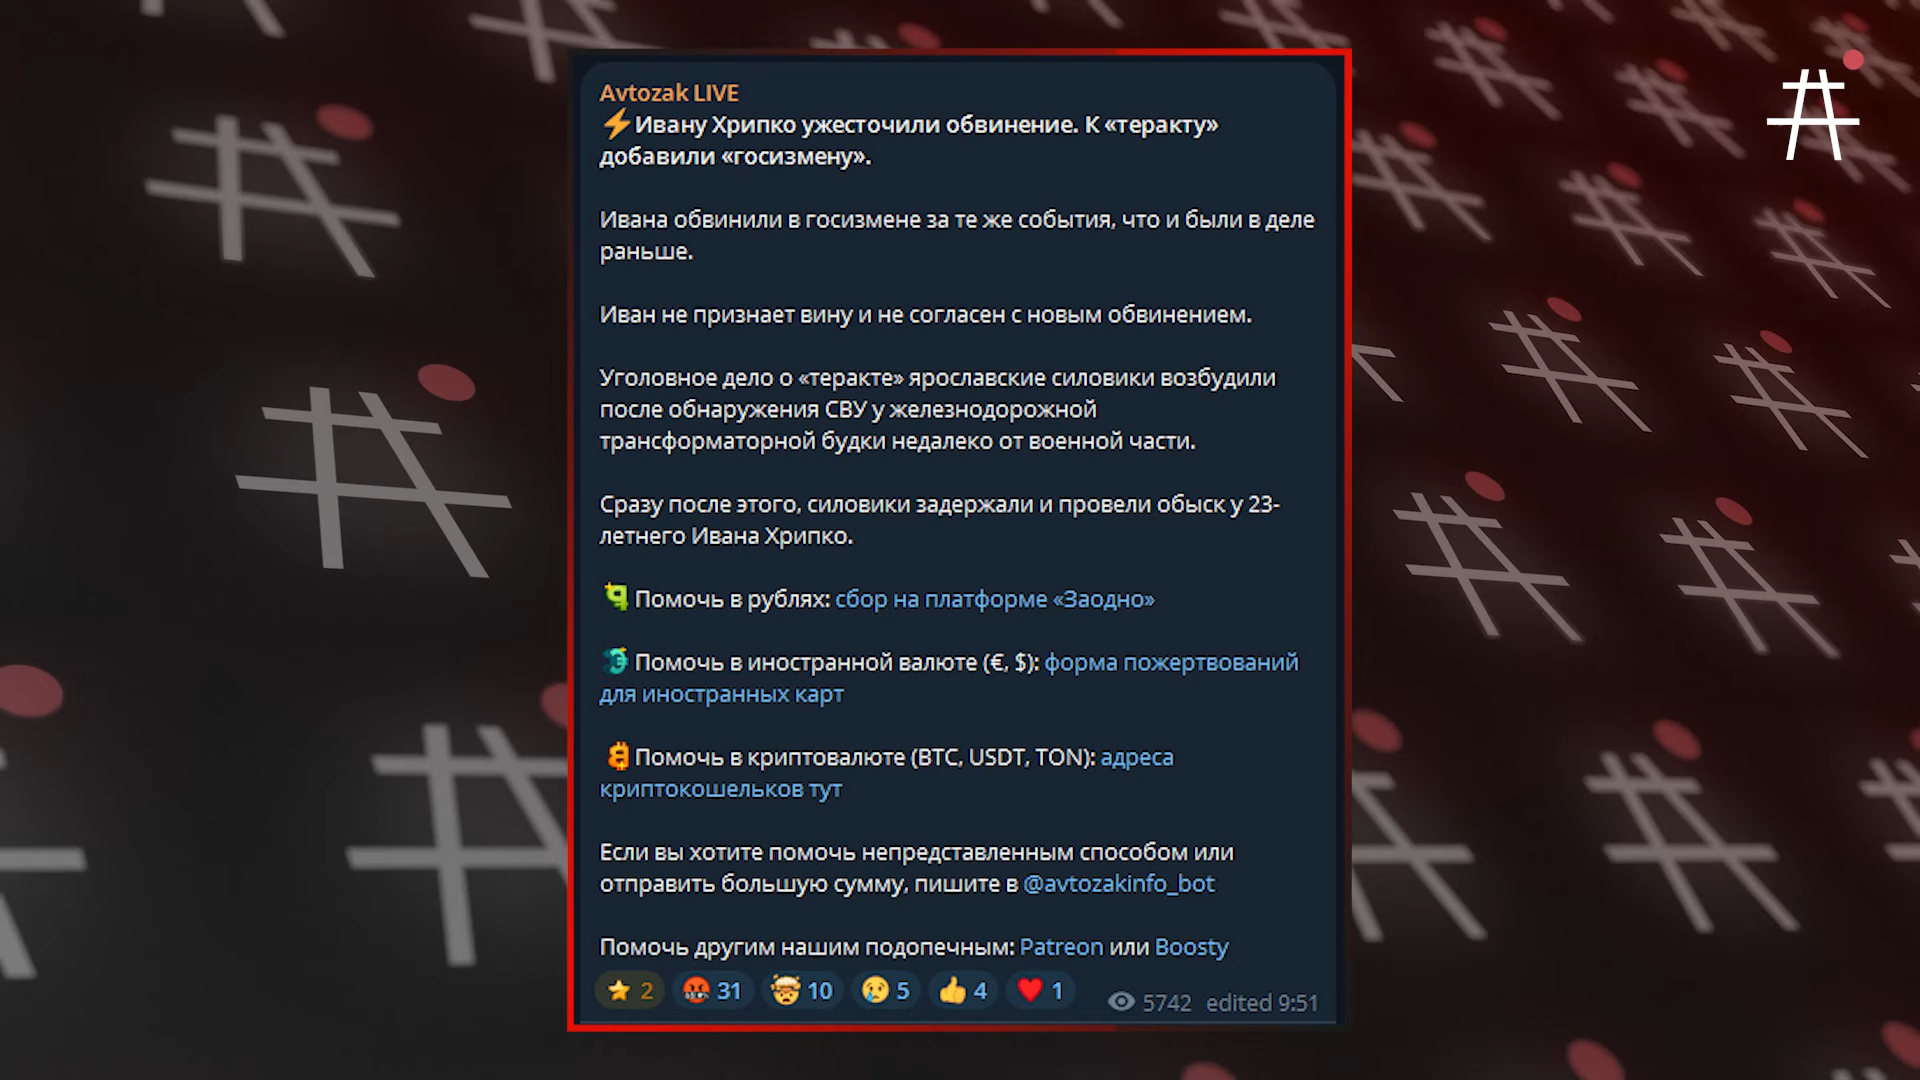 Avtozak LIVE
⚡Ивану Хрипко ужесточили обвинение. К «теракту»
добавили «госизмену».
Ивана обвинили в госизмене за те же события, что и были в деле
раньше.
Иван не признает вину и не согласен с новым обвинением.
Уголовное дело о «теракте» ярославские силовики возбудили
после обнаружения СВУ у железнодорожной
трансформаторной будки недалеко от военной части.
Сразу после этого, силовики задержали и провели обыск у 23-
летнего Ивана Хрипко.
Помочь в рублях: сбор на платформе «Заодно»
Помочь в иностранной валюте (€, $): форма пожертвований
для иностранных карт
Помочь в криптовалюте (BTC, USDT, TON): адреса
криптокошельков тут
Если вы хотите помочь непредставленным способом или
отправить большую сумму, пишите в @avtozakinfo_bot
Помочь другим нашим подопечным: Patreon или Boosty
⭐ 2 🤬 31 🤯 10 😢 5 👍 4 ❤ 1 5742 edited 9:51